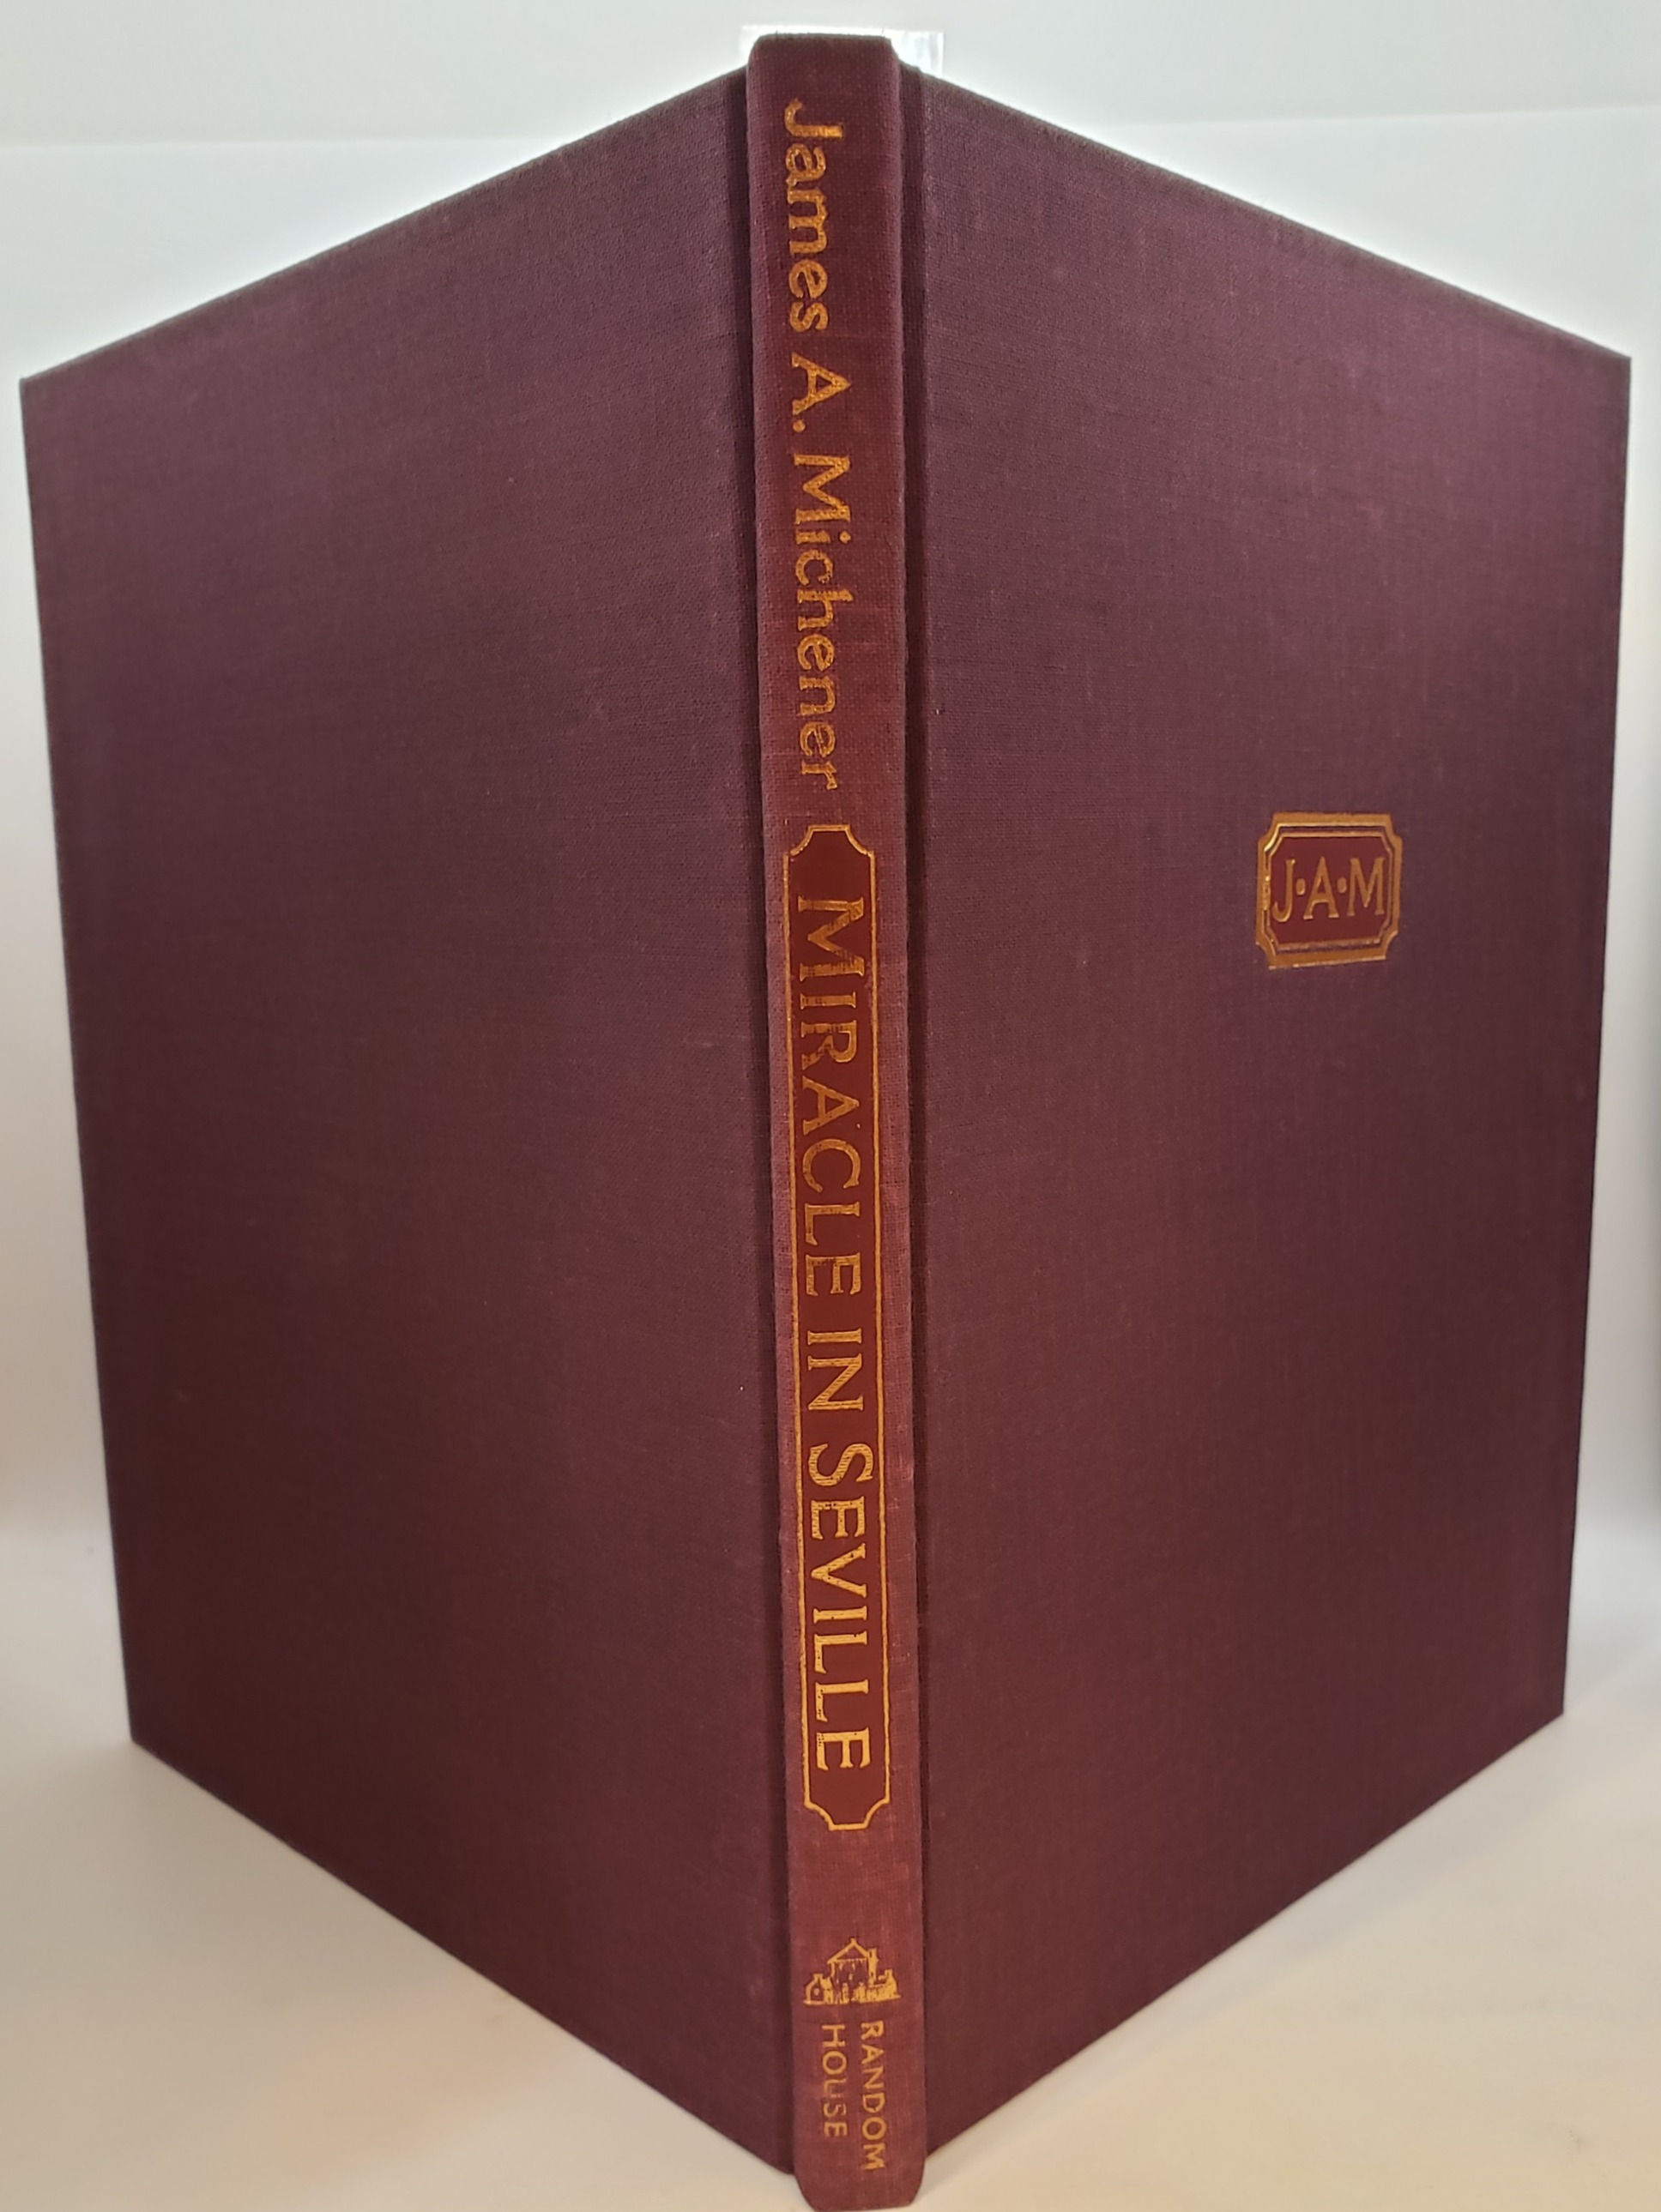 James A. Michener
MIRACLE IN SEVILLE
RANDOM
HOUSE
J•A•M